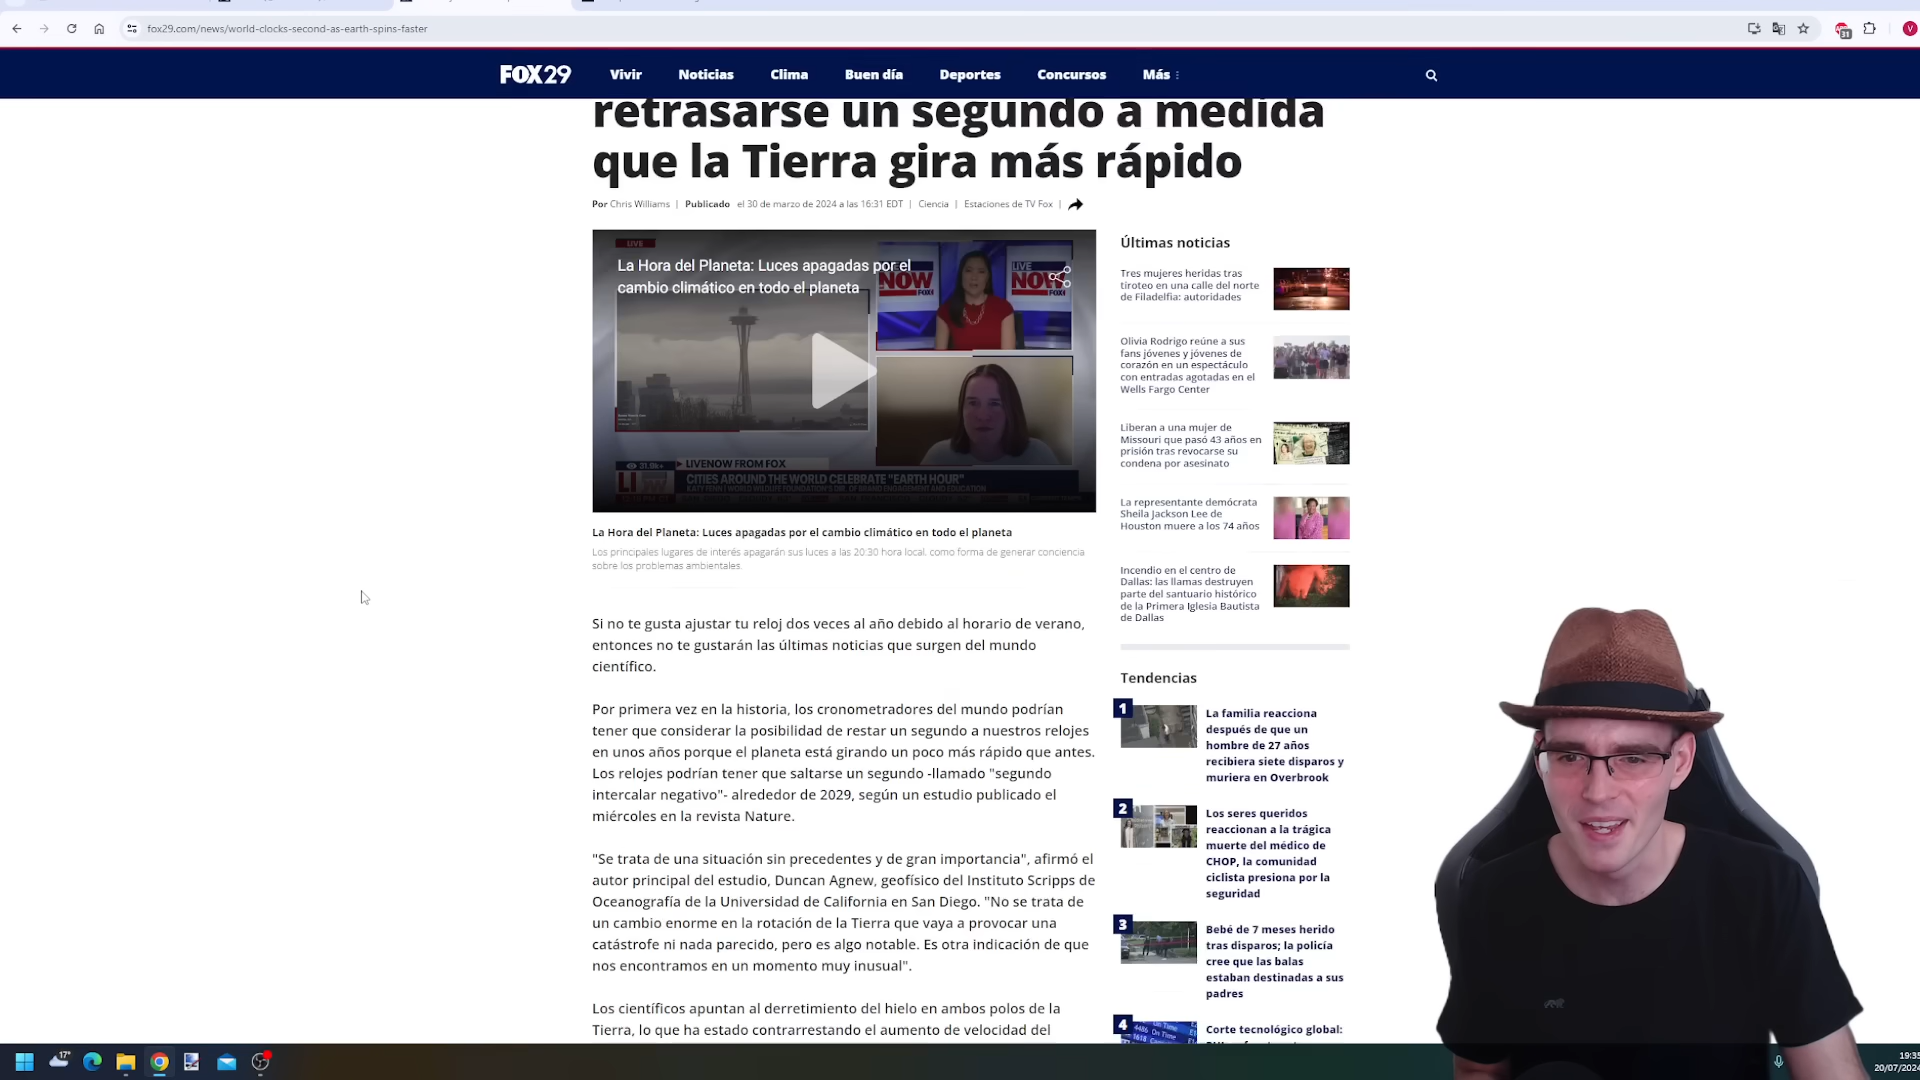 fox29.com/news/world-clocks-second-as-earth-spins-faster
31
V
FOX 29
Vivir
Noticias
Clima
Buen día
Deportes
Concursos
Más
retrasarse un segundo a medida
que la Tierra gira más rápido
Por Chris Williams | Publicado el 30 de marzo de 2024 a las 16:31 EDT | Ciencia | Estaciones de TV Fox |
LIVE
La Hora del Planeta: Luces apagadas por el
cambio climático en todo el planeta
NOW
LIVE
NOW
LIVENOW FROM FOX
CITIES AROUND THE WORLD CELEBRATE "EARTH HOUR"
La Hora del Planeta: Luces apagadas por el cambio climático en todo el planeta
Los principales lugares de interés apagarán sus luces a las 20:30 hora local, como forma de generar conciencia
sobre los problemas ambientales.
Si no te gusta ajustar tu reloj dos veces al año debido al horario de verano,
entonces no te gustarán las últimas noticias que surgen del mundo
científico.
Por primera vez en la historia, los cronometradores del mundo podrían
tener que considerar la posibilidad de restar un segundo a nuestros relojes
en unos años porque el planeta está girando un poco más rápido que antes.
Los relojes podrían tener que saltarse un segundo -llamado "segundo
intercalar negativo"- alrededor de 2029, según un estudio publicado el
miércoles en la revista Nature.
"Se trata de una situación sin precedentes y de gran importancia", afirmó el
autor principal del estudio, Duncan Agnew, geofísico del Instituto Scripps de
Oceanografía de la Universidad de California en San Diego. "No se trata de
un cambio enorme en la rotación de la Tierra que vaya a provocar una
catástrofe ni nada parecido, pero es algo notable. Es otra indicación de que
nos encontramos en un momento muy inusual".
Los científicos apuntan al derretimiento del hielo en ambos polos de la
Tierra, lo que ha estado contrarrestando el aumento de velocidad del
Últimas noticias
Tres mujeres heridas tras
tiroteo en una calle del norte
de Filadelfia: autoridades
Olivia Rodrigo reúne a sus
fans jóvenes y jóvenes de
corazón en un espectáculo
con entradas agotadas en el
Wells Fargo Center
Liberan a una mujer de
Missouri que pasó 43 años en
prisión tras revocarse su
condena por asesinato
La representante demócrata
Sheila Jackson Lee de
Houston muere a los 74 años
Incendio en el centro de
Dallas: las llamas destruyen
parte del santuario histórico
de la Primera Iglesia Bautista
de Dallas
Tendencias
1
La familia reacciona
después de que un
hombre de 27 años
recibiera siete disparos y
muriera en Overbrook
2
Los seres queridos
reaccionan a la trágica
muerte del médico de
CHOP, la comunidad
ciclista presiona por la
seguridad
3
Bebé de 7 meses herido
tras disparos; la policía
cree que las balas
estaban destinadas a sus
padres
4
Corte tecnológico global:
17°
19:35
20/07/2024